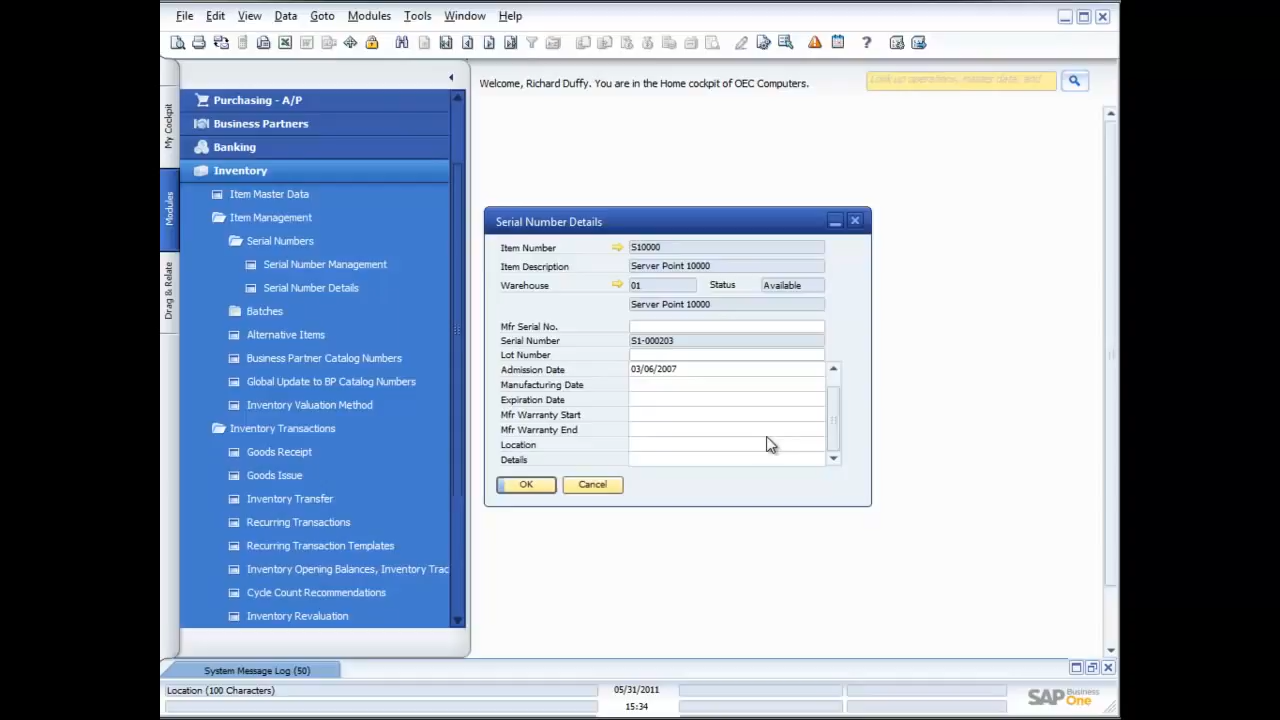 File Edit View Data Goto Modules Tools Window Help
Welcome, Richard Duffy. You are in the Home cockpit of OEC Computers.
My Cockpit
Modules
Drag & Relate
Purchasing - A/P
Business Partners
Banking
Inventory
Item Master Data
Item Management
Serial Numbers
Serial Number Management
Serial Number Details
Batches
Alternative Items
Business Partner Catalog Numbers
Global Update to BP Catalog Numbers
Inventory Valuation Method
Inventory Transactions
Goods Receipt
Goods Issue
Inventory Transfer
Recurring Transactions
Recurring Transaction Templates
Inventory Opening Balances, Inventory Trac
Cycle Count Recommendations
Inventory Revaluation
Serial Number Details
Item Number S10000
Item Description Server Point 10000
Warehouse 01 Status Available
Server Point 10000
Mfr Serial No.
Serial Number S1-000203
Lot Number
Admission Date 03/06/2007
Manufacturing Date
Expiration Date
Mfr Warranty Start
Mfr Warranty End
Location
Details
OK Cancel
System Message Log (50)
Location (100 Characters) 05/31/2011
15:34
SAP Business One